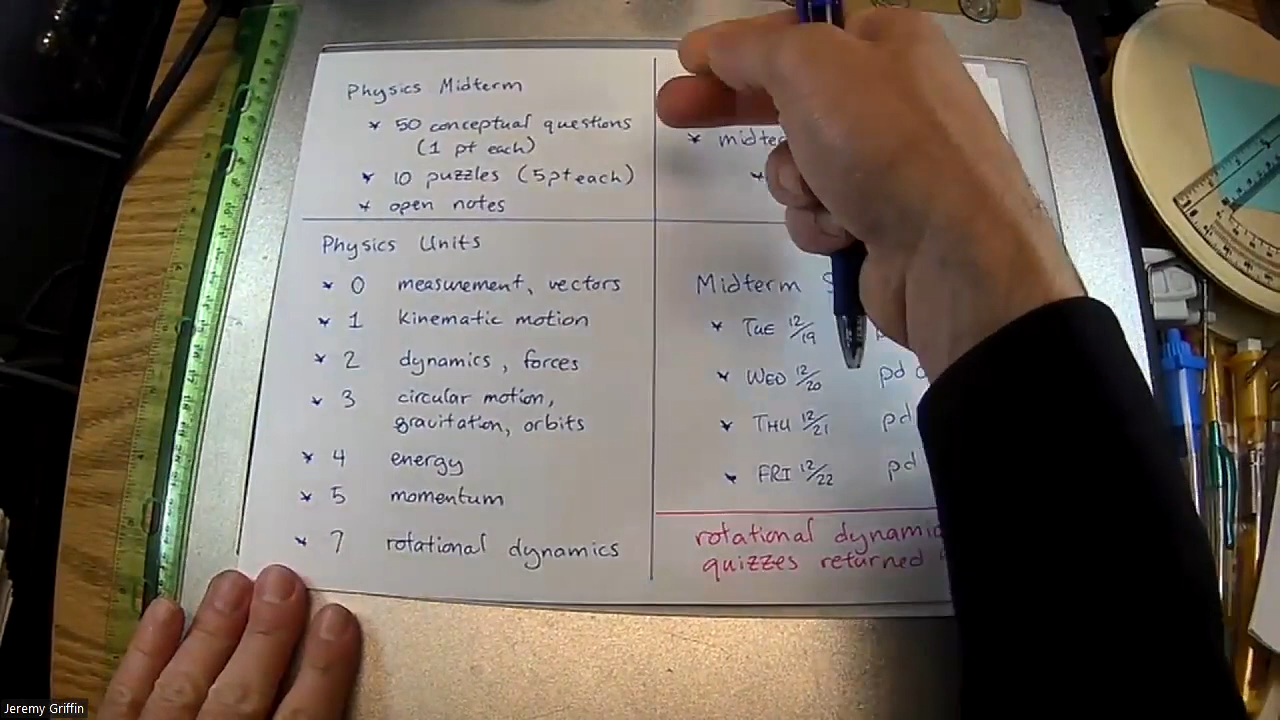 Physics Midterm
* 50 conceptual questions
(1 pt each)
* 10 puzzles (5pt each)
* open notes
Physics Units
* 0 measurement, vectors
* 1 kinematic motion
* 2 dynamics, forces
* 3 circular motion,
gravitation, orbits
* 4 energy
* 5 momentum
* 7 rotational dynamics
*
*
Midterm
* TUE 12/19
* WED 12/20 pd
* THU 12/21 pd
* FRI 12/22 pd
rotational
quizzes returned
Jeremy Griffin